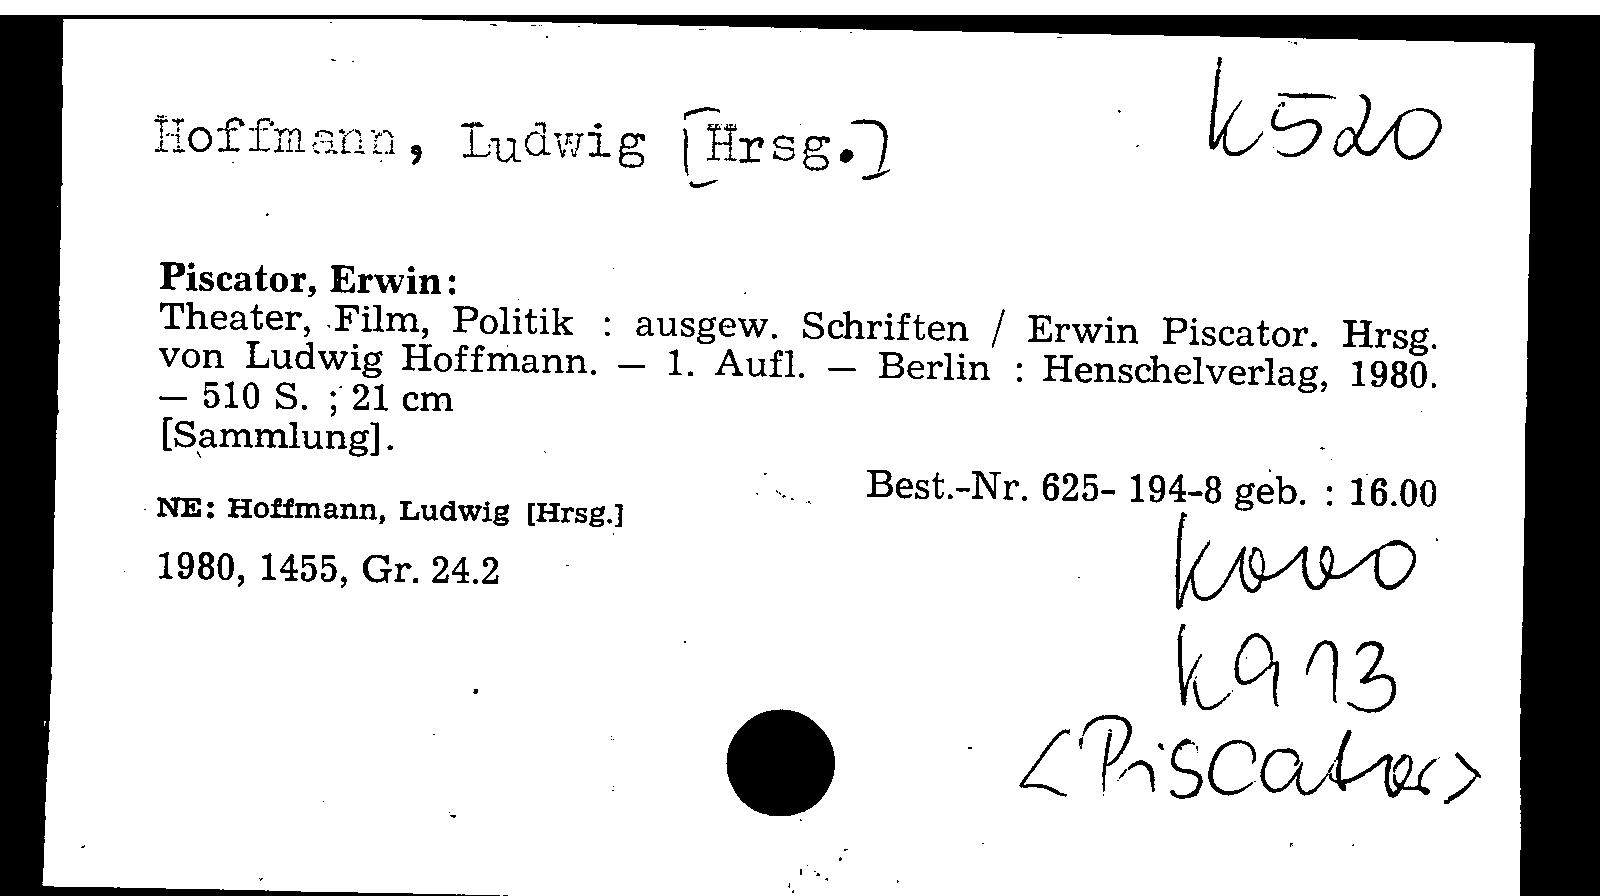 k520
Hoffmann, Ludwig [Hrsg.]
Piscator, Erwin:
Theater, Film, Politik : ausgew. Schriften / Erwin Piscator. Hrsg.
von Ludwig Hoffmann. — 1. Aufl. — Berlin : Henschelverlag, 1980.
— 510 S. ; 21 cm
[Sammlung].
Best.-Nr. 625- 194-8 geb. : 16.00
NE: Hoffmann, Ludwig [Hrsg.]
k000
1980, 1455, Gr. 24.2
k913
<Piscator>